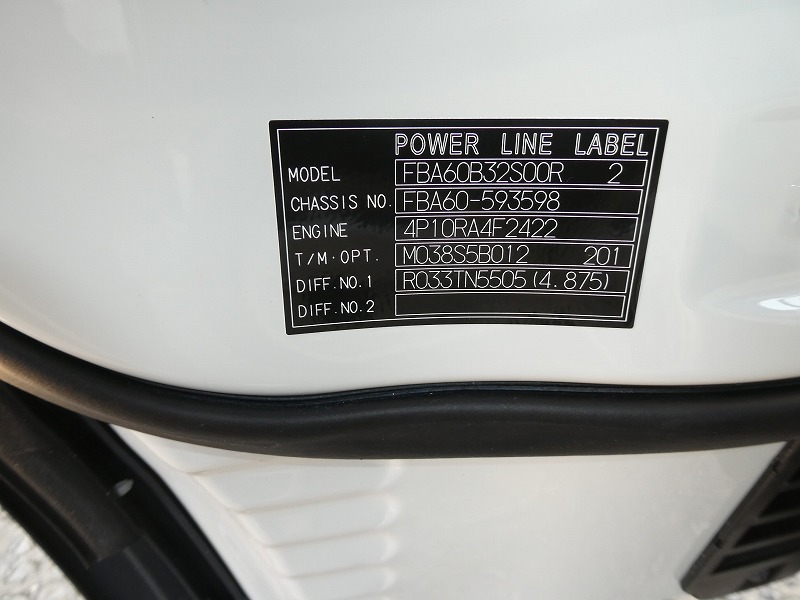 POWER LINE LABEL
MODEL FBA60B32S00R 2
CHASSIS NO. FBA60-593598
ENGINE 4P10RA4F2422
T/M·OPT. M038S5B012 201
DIFF.NO.1 R033TN5505(4.875)
DIFF.NO.2